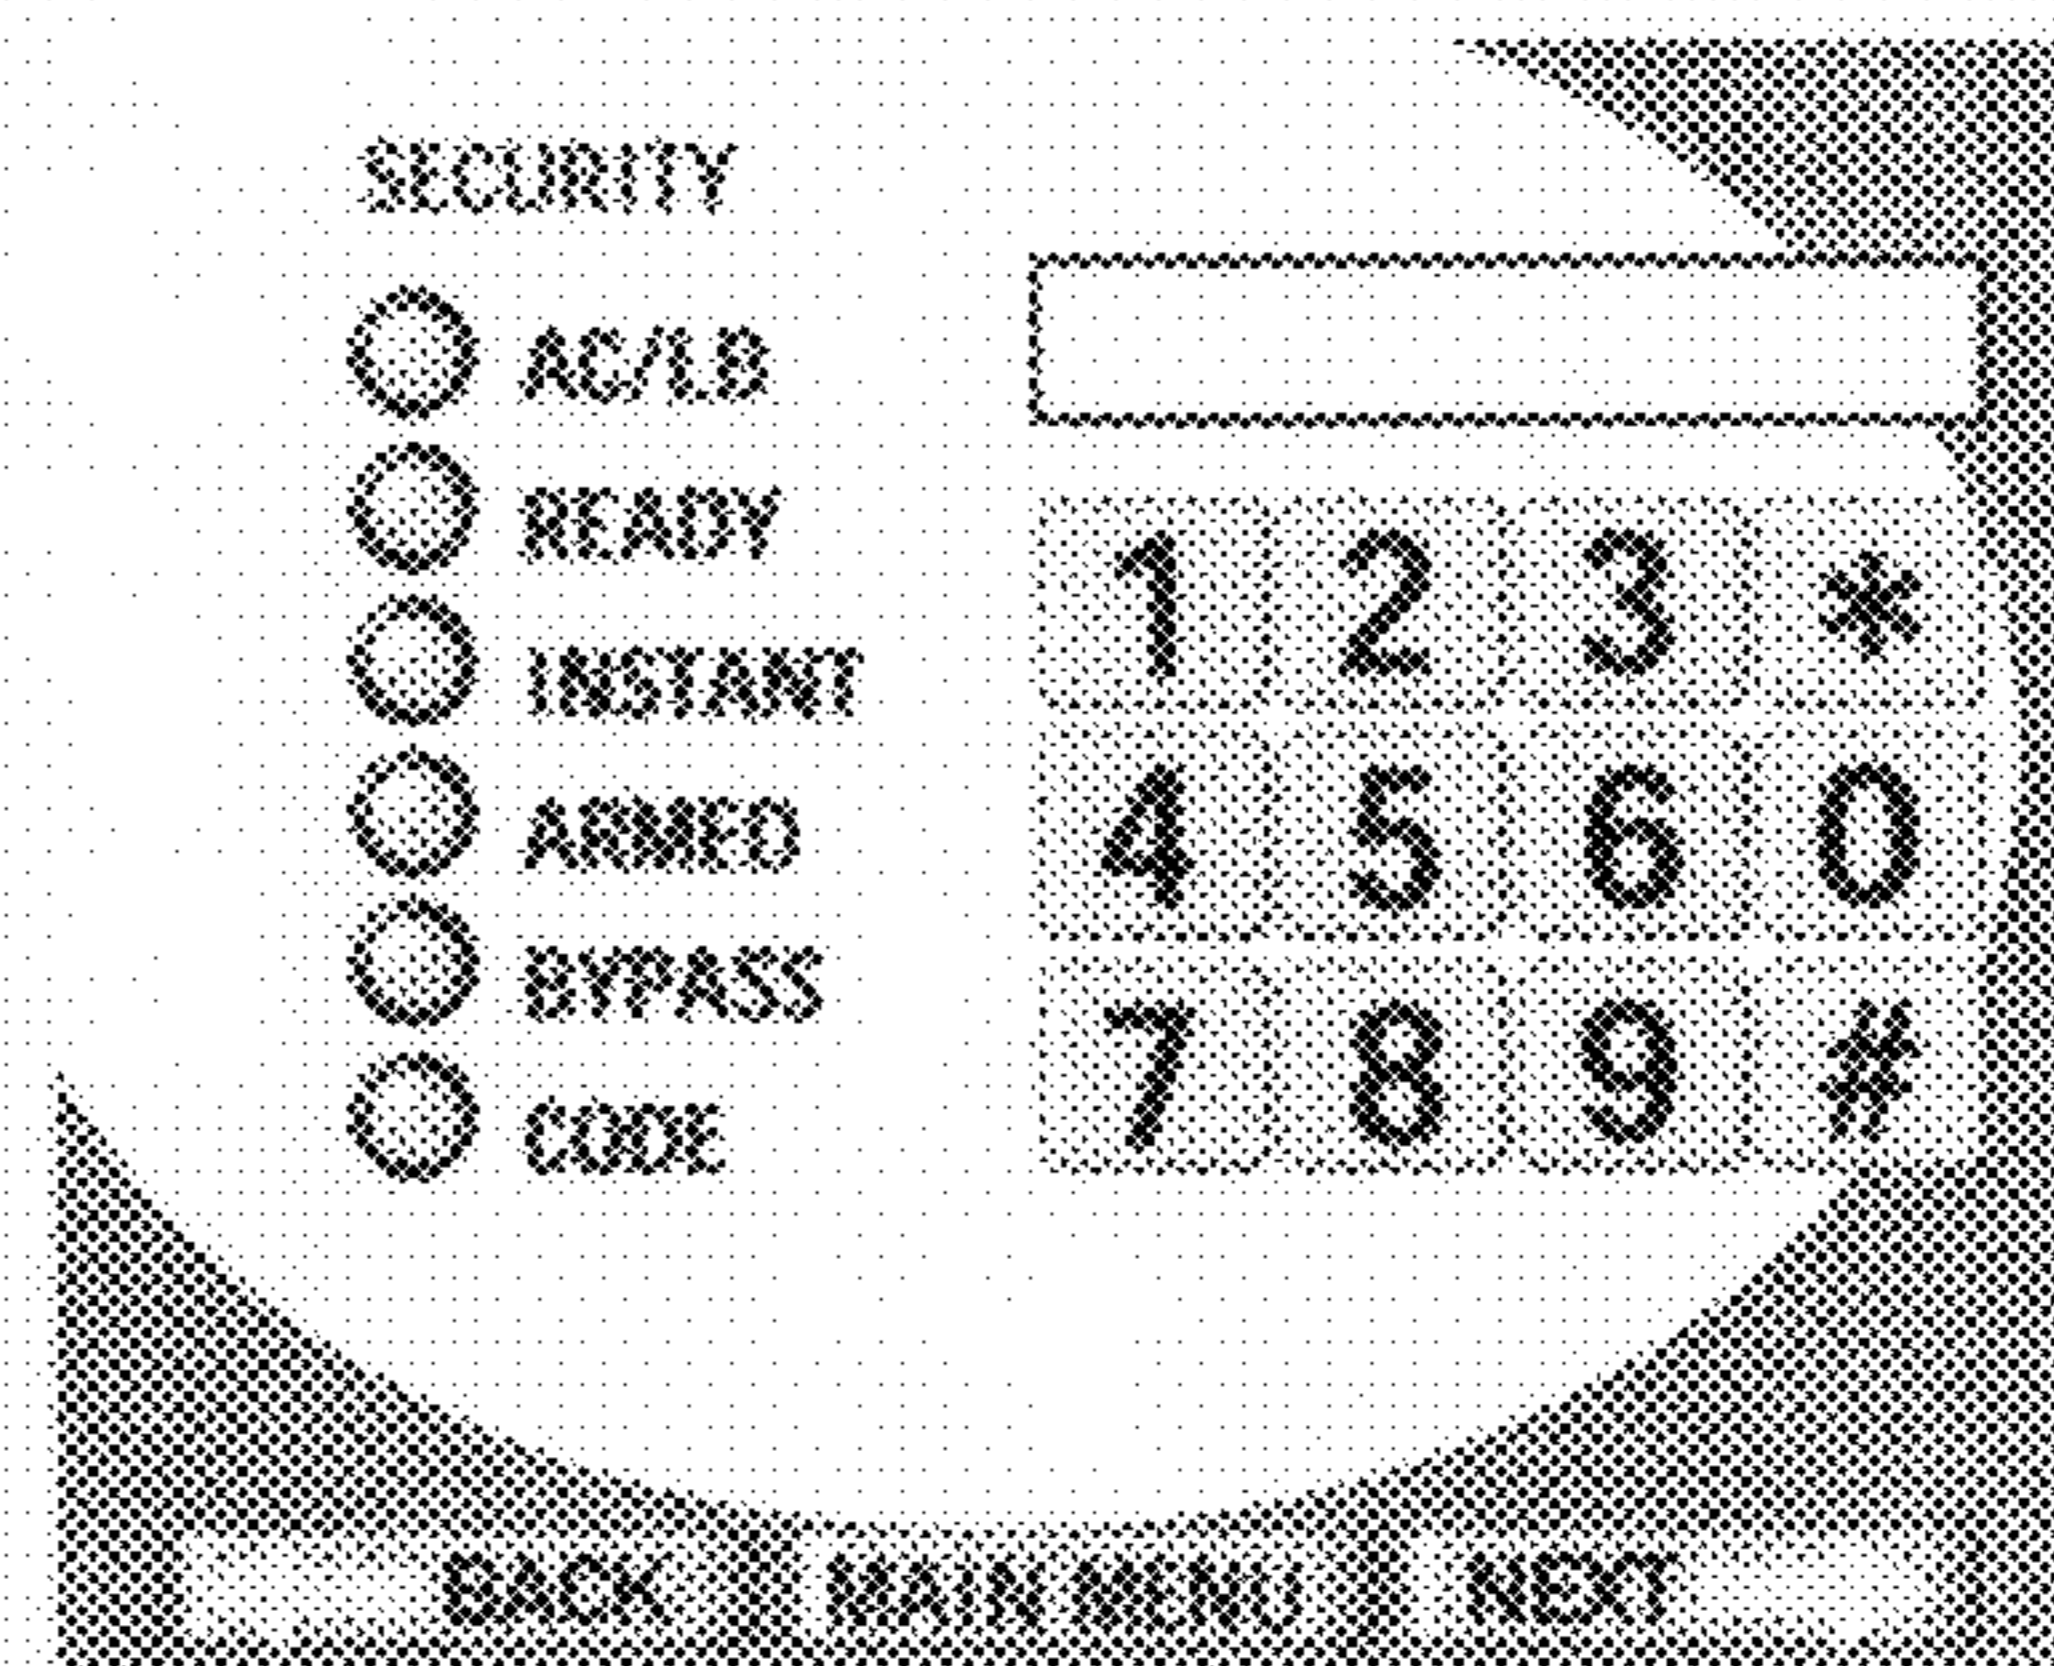 SECURITY
AC/LB
READY
INSTANT
ARMED
BYPASS
CODE
1 2 3 *
4 5 6 0
7 8 9 #
BACK MAIN MENU NEXT